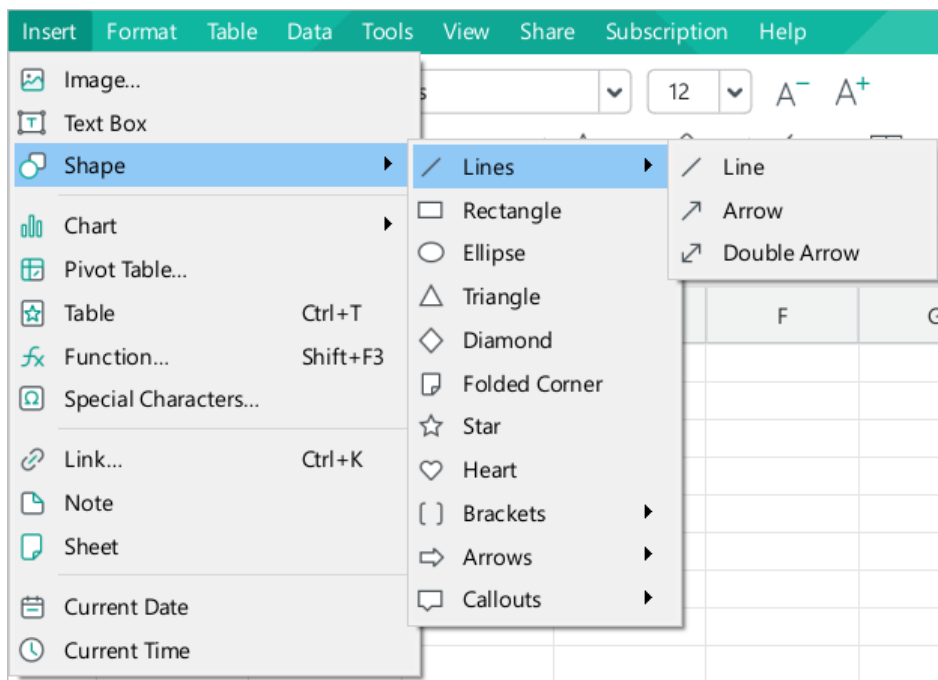 Insert Format Table Data Tools View Share Subscription Help
Image...
Text Box
Shape
Chart
Pivot Table...
Table Ctrl+T
Function... Shift+F3
Special Characters...
Link... Ctrl+K
Note
Sheet
Current Date
Current Time
12 A− A+
Lines
Rectangle
Ellipse
Triangle
Diamond
Folded Corner
Star
Heart
Brackets
Arrows
Callouts
Line
Arrow
Double Arrow
F